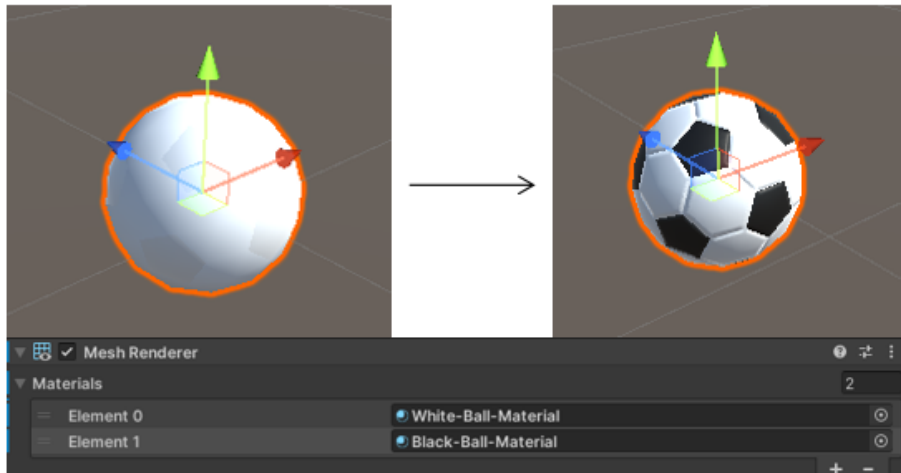 Mesh Renderer
Materials 2
Element 0 White-Ball-Material
Element 1 Black-Ball-Material